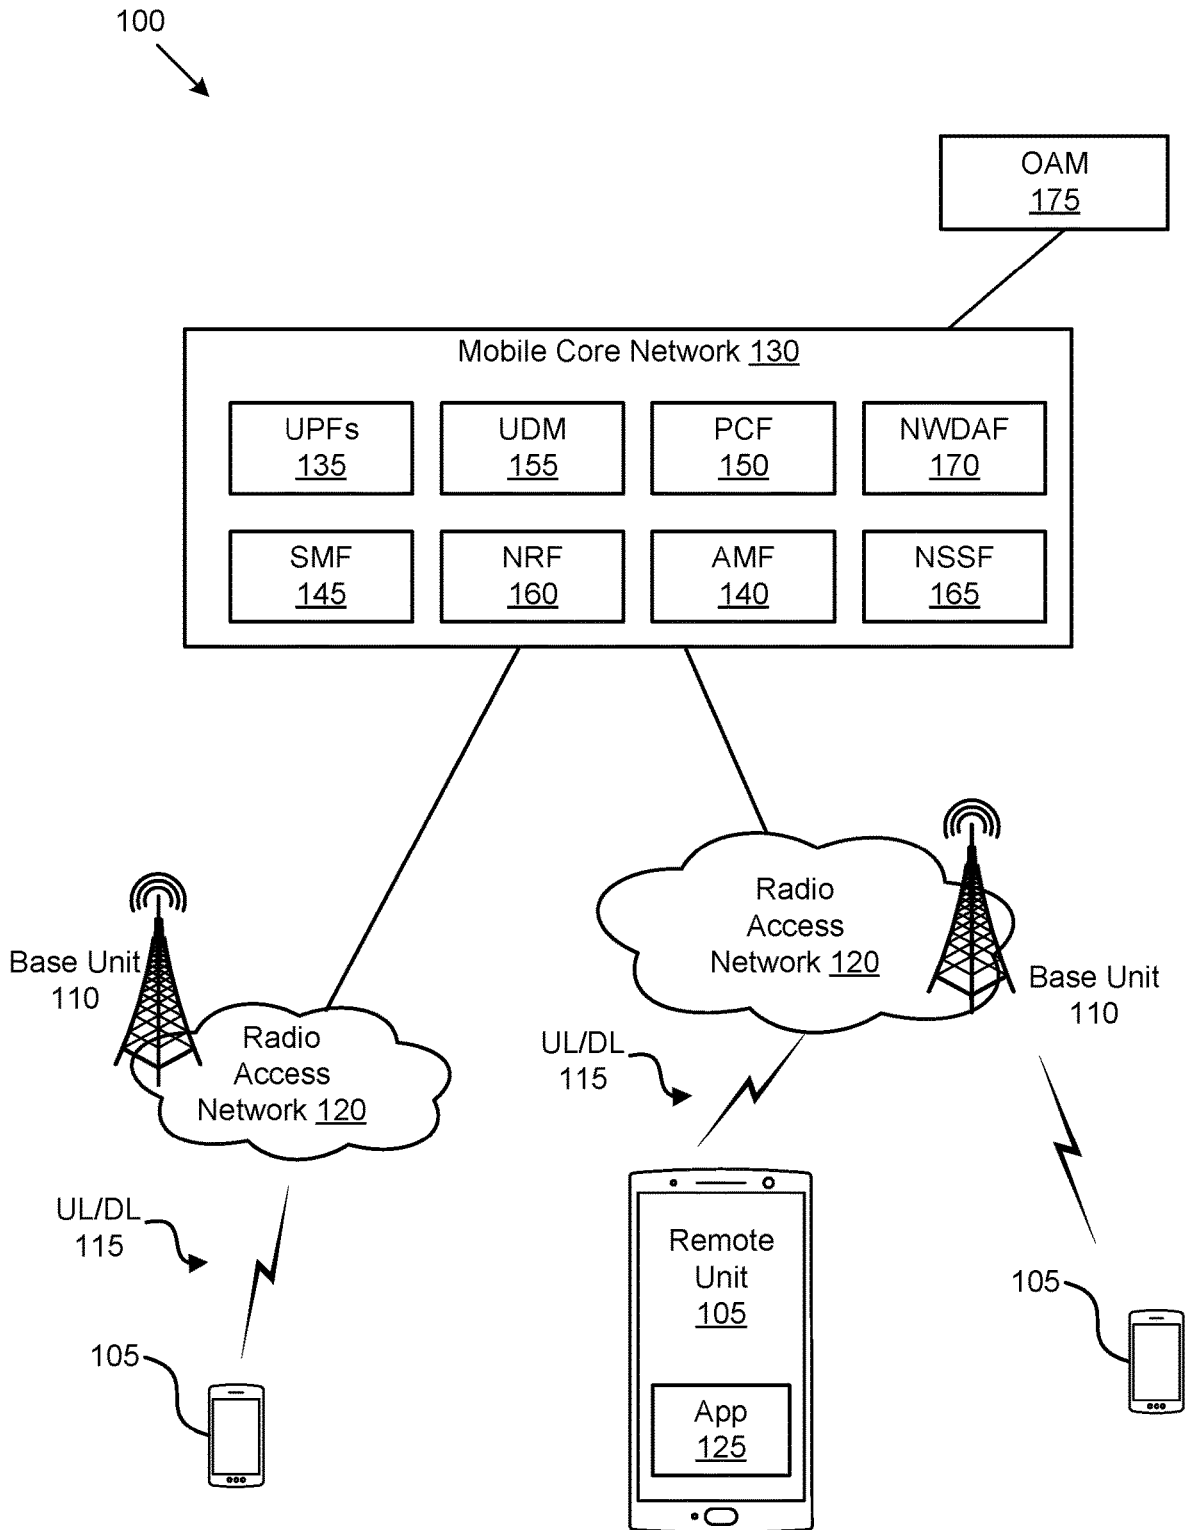 100
OAM
175
Mobile Core Network 130
UPFs
135
UDM
155
PCF
150
NWDAF
170
SMF
145
NRF
160
AMF
140
NSSF
165
Radio
Access
Network 120
Base Unit
110
Base Unit
110
Radio
Access
Network 120
UL/DL
115
UL/DL
115
Remote
Unit
105
105
105
App
125